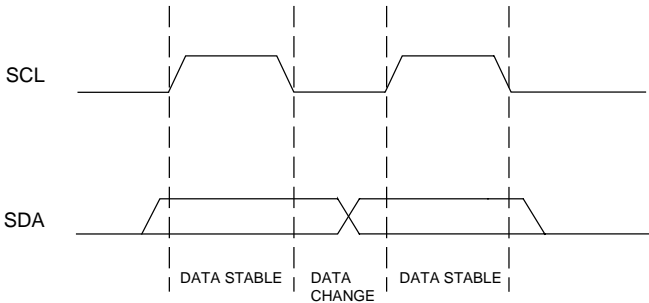 SCL
SDA
DATA STABLE
DATA
CHANGE
DATA STABLE